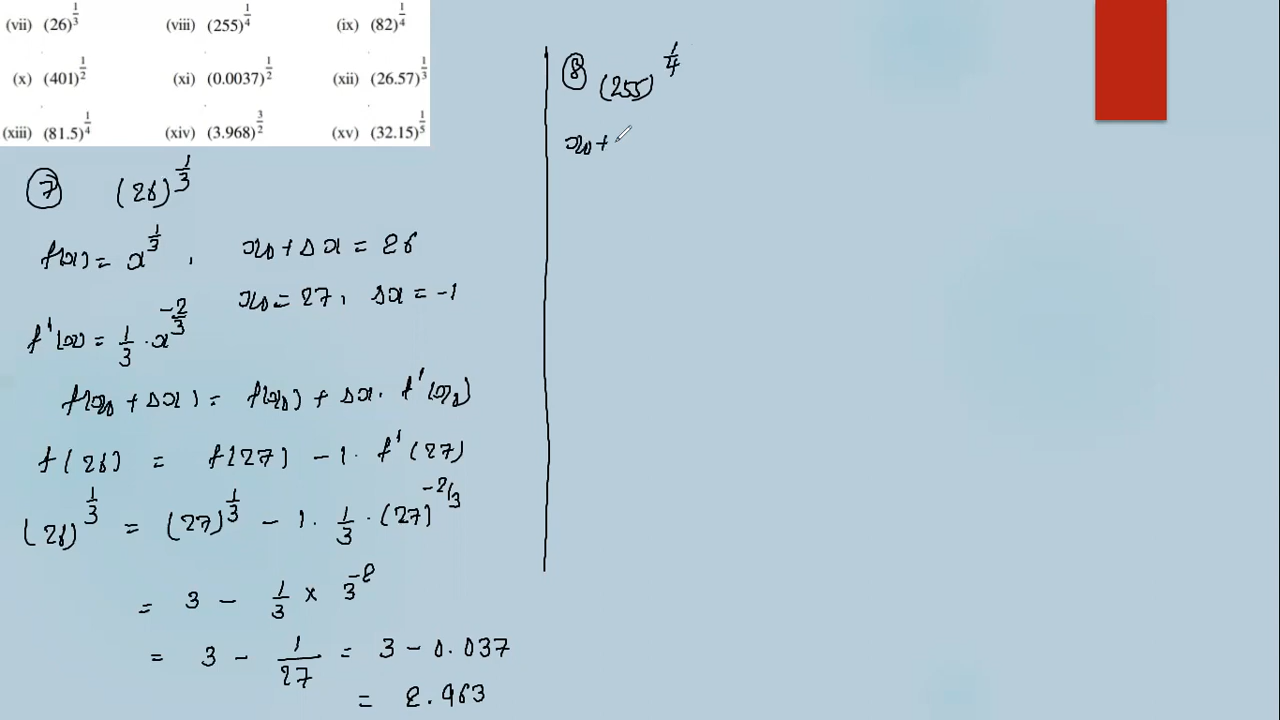 (vii) (26)^{1/3} (viii) (255)^{1/4} (ix) (82)^{1/4}
(x) (401)^{1/2} (xi) (0.0037)^{1/2} (xii) (26.57)^{1/3}
(xiii) (81.5)^{1/4} (xiv) (3.968)^{3/2} (xv) (32.15)^{1/5}
⑦ (26)^{1/3}
f(x) = x^{1/3} , x₀ + Δx = 26
x₀ = 27 , Δx = -1
f'(x) = 1/3 · x^{-2/3}
f(x₀ + Δx) = f(x₀) + Δx · f'(x₀)
f(26) = f(27) - 1 · f'(27)
(26)^{1/3} = (27)^{1/3} - 1 · 1/3 · (27)^{-2/3}
= 3 - 1/3 × 3^{-2}
= 3 - 1/27 = 3 - 0.037
= 2.963
⑧ (255)^{1/4}
x₀ +